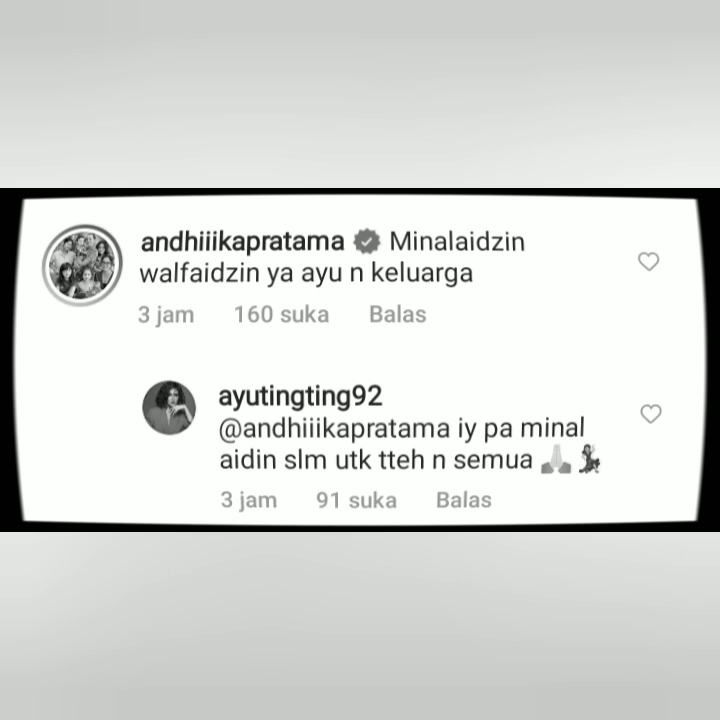 andhiiikapratama Minalaidzin
walfaidzin ya ayu n keluarga
3 jam 160 suka Balas
ayutingting92
@andhiiikapratama iy pa minal
aidin slm utk tteh n semua 🙏💃
3 jam 91 suka Balas